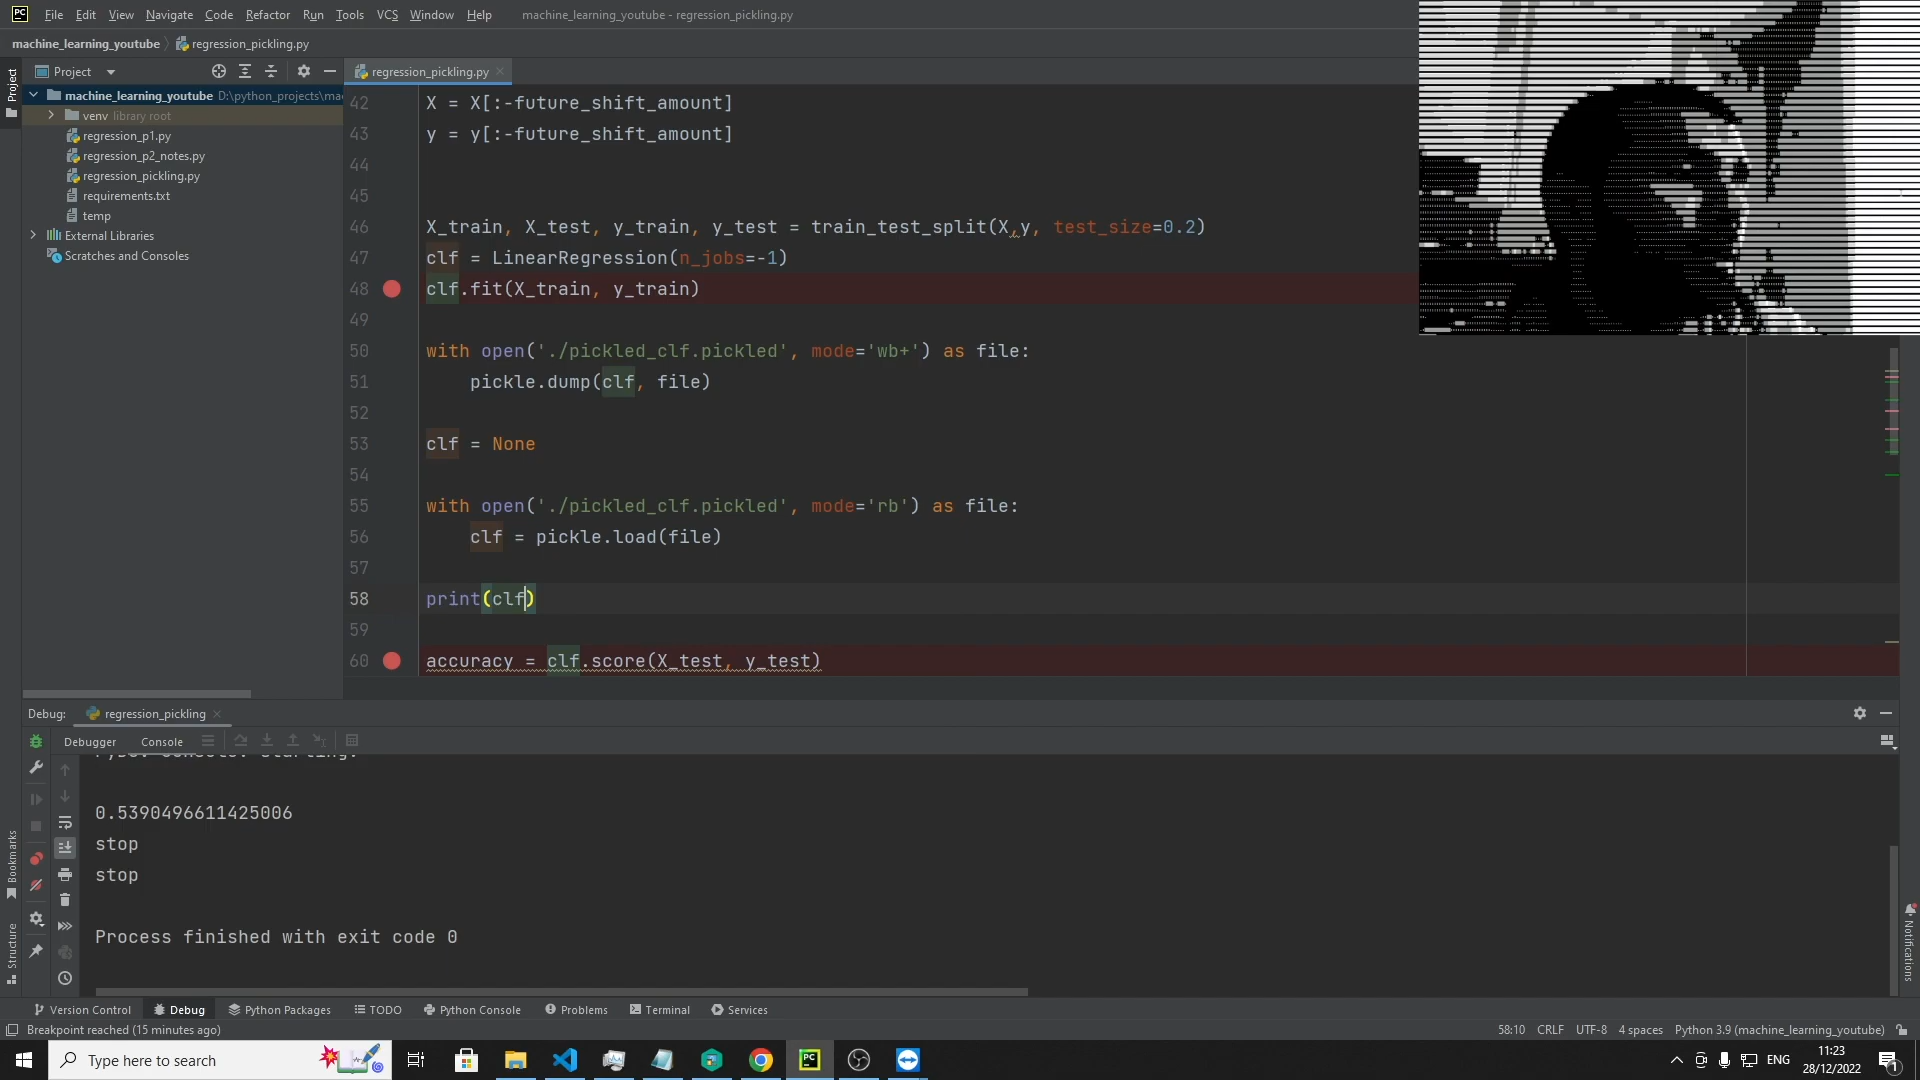 PC File Edit View Navigate Code Refactor Run Tools VCS Window Help machine_learning_youtube - regression_pickling.py
machine_learning_youtube regression_pickling.py
Project
regression_pickling.py
machine_learning_youtube D:\python_projects\ma
venv library root
regression_p1.py
regression_p2_notes.py
regression_pickling.py
requirements.txt
temp
External Libraries
Scratches and Consoles
Project
42 X = X[:-future_shift_amount]
43 y = y[:-future_shift_amount]
44
45
46 X_train, X_test, y_train, y_test = train_test_split(X,y, test_size=0.2)
47 clf = LinearRegression(n_jobs=-1)
48 clf.fit(X_train, y_train)
49
50 with open('./pickled_clf.pickled', mode='wb+') as file:
51 pickle.dump(clf, file)
52
53 clf = None
54
55 with open('./pickled_clf.pickled', mode='rb') as file:
56 clf = pickle.load(file)
57
58 print(clf)
59
60 accuracy = clf.score(X_test, y_test)
Debug: regression_pickling
Debugger Console
0.5390496611425006
stop
stop
Process finished with exit code 0
Bookmarks
Structure
Notifications
Version Control Debug Python Packages TODO Python Console Problems Terminal Services
Breakpoint reached (15 minutes ago) 58:10 CRLF UTF-8 4 spaces Python 3.9 (machine_learning_youtube)
Type here to search
PC
ENG
11:23
28/12/2022
1